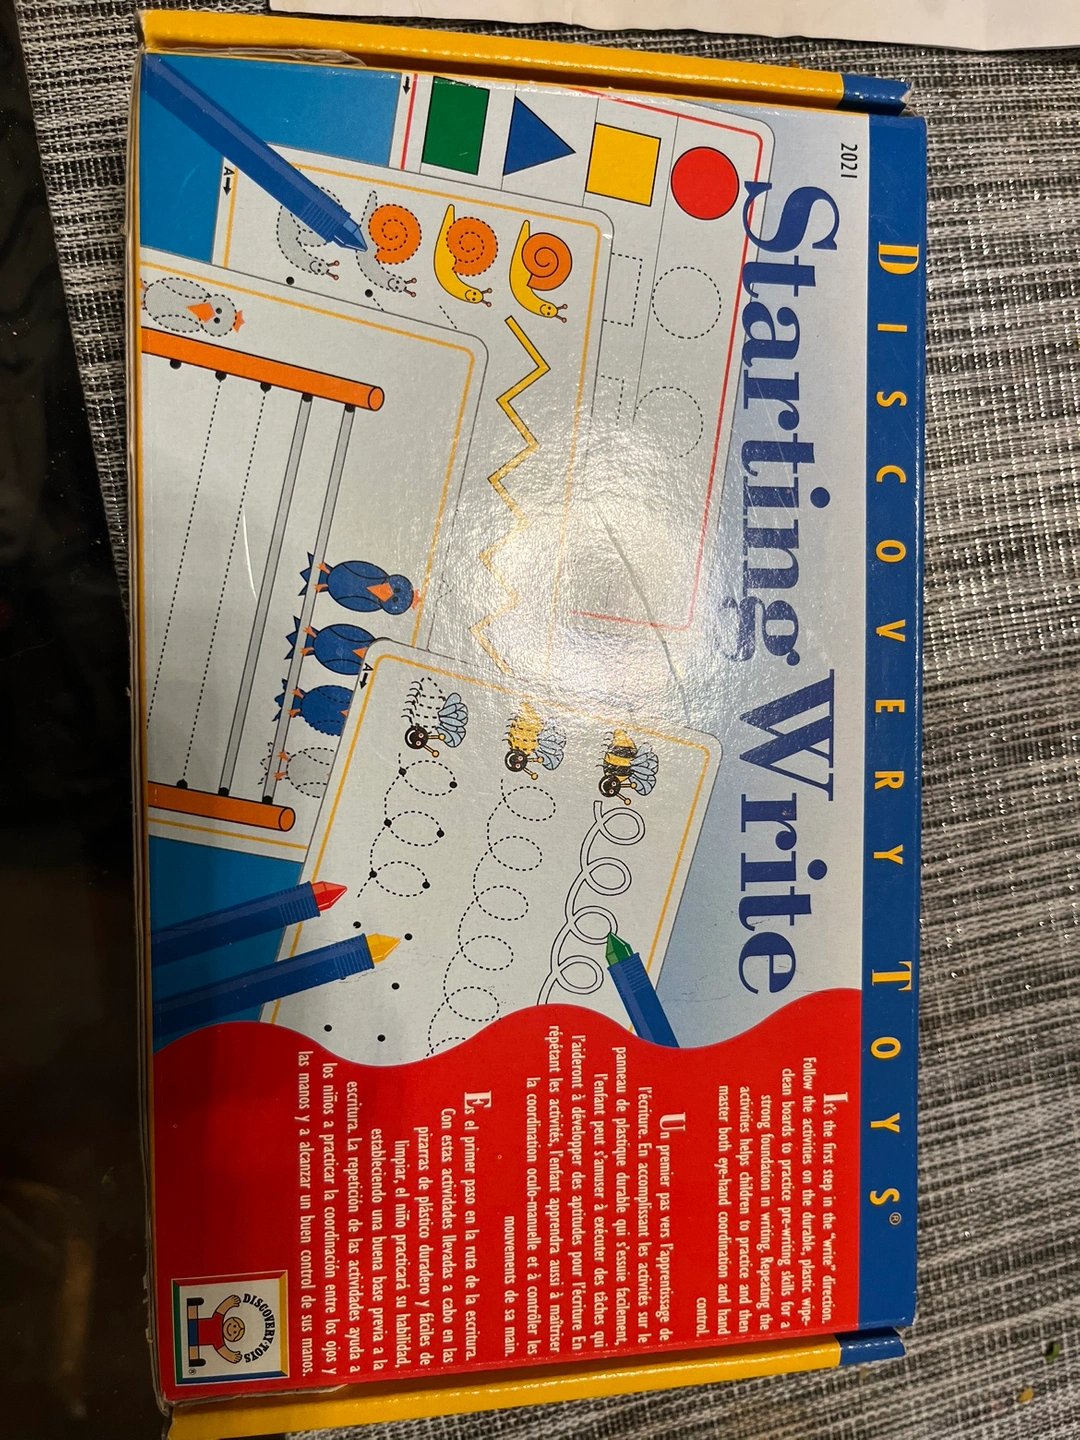 DISCOVERY TOYS®
2021
Starting Write
It's the first step in the "write" direction.
Follow the activities on the durable, plastic wipe-
clean boards to practice pre-writing skills for a
strong foundation in writing. Repeating the
activities helps children to practice and then
master both eye-hand coordination and hand
control.
Un premier pas vers l'apprentissage de
l'écriture. En accomplissant les activités sur le
panneau de plastique durable qui s'essuie facilement,
l'enfant peut s'amuser à exécuter des tâches qui
l'aideront à développer des aptitudes pour l'écriture. En
répétant les activités, l'enfant apprendra aussi à maîtriser
la coordination oculo-manuelle et à contrôler les
mouvements de sa main.
Es el primer paso en la ruta de la escritura.
Con estas actividades llevadas a cabo en las
pizarras de plástico duradero y fáciles de
limpiar, el niño practicará su habilidad,
estableciendo una buena base previa a la
escritura. La repetición de las actividades ayuda a
los niños a practicar la coordinación entre los ojos y
las manos y a alcanzar un buen control de sus manos.
A
A
DISCOVERY TOYS
®